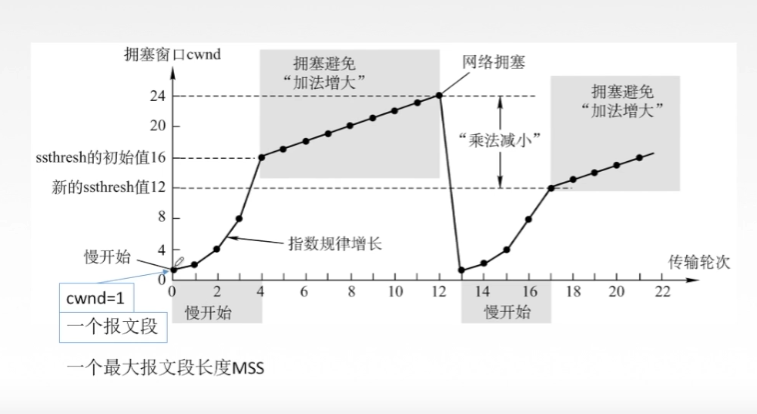 拥塞窗口cwnd
拥塞避免
“加法增大”
网络拥塞
拥塞避免
“加法增大”
24
20
“乘法减小”
ssthresh的初始值16
新的ssthresh值12
8
4
慢开始
指数规律增长
传输轮次
0
0 2 4 6 8 10 12 14 16 18 20 22
慢开始
慢开始
cwnd=1
一个报文段
一个最大报文段长度MSS